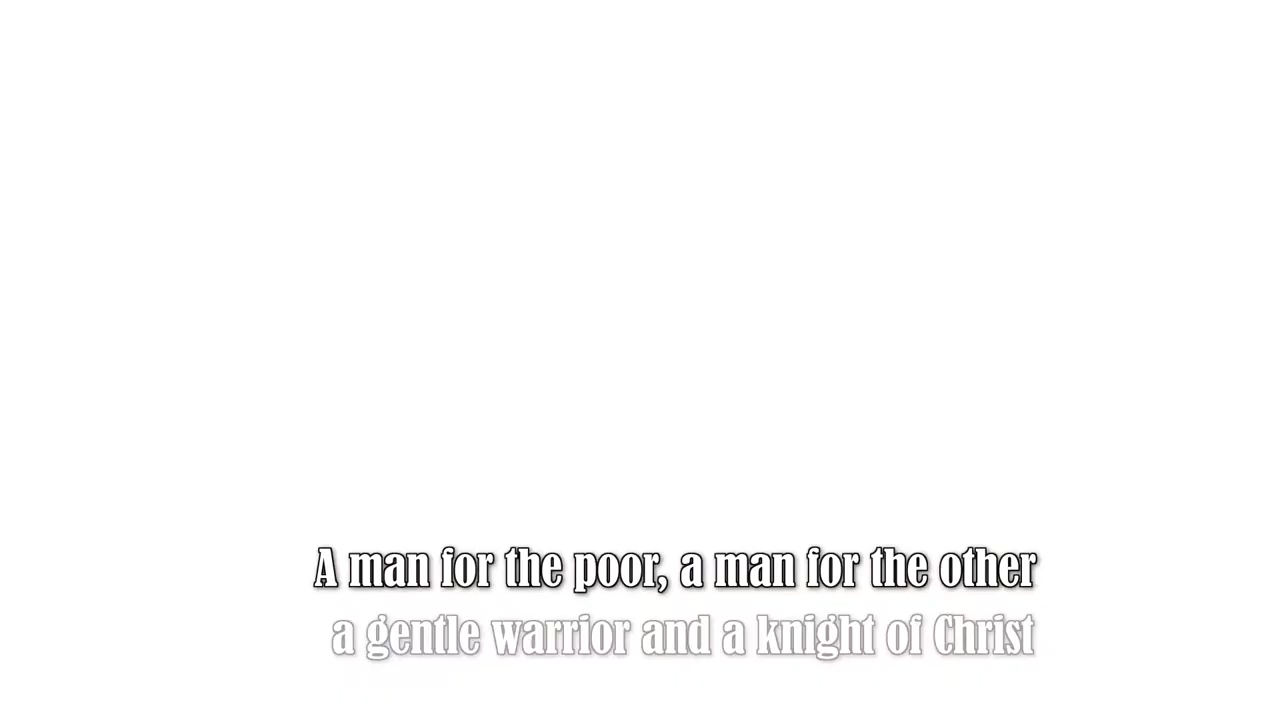 A man for the poor, a man for the other
a gentle warrior and a knight of Christ